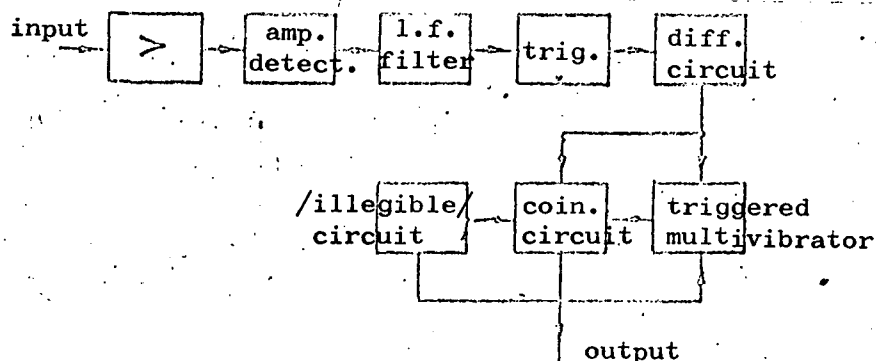 input
>
amp.
detect.
l.f.
filter
trig.
diff.
circuit
/illegible/
circuit
coin.
circuit
triggered
multivibrator
output